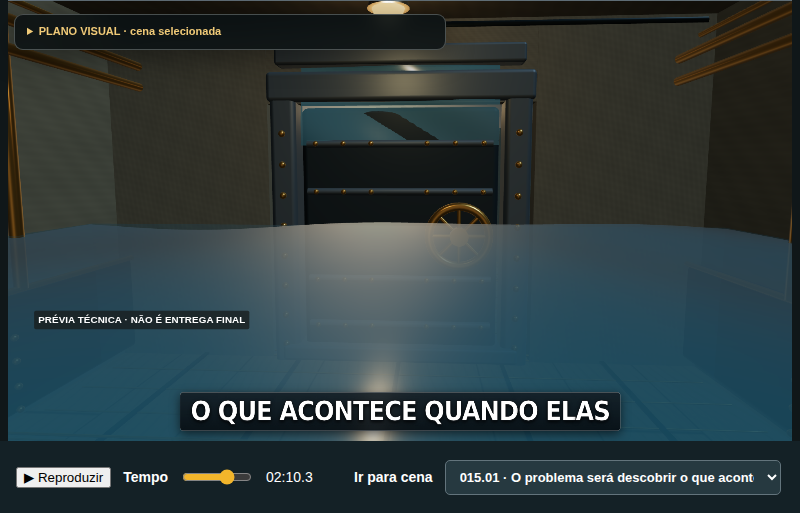 ▶ PLANO VISUAL · cena selecionada
PRÉVIA TÉCNICA · NÃO É ENTREGA FINAL
O QUE ACONTECE QUANDO ELAS
▶ Reproduzir Tempo 02:10.3 Ir para cena 015.01 · O problema será descobrir o que aconte